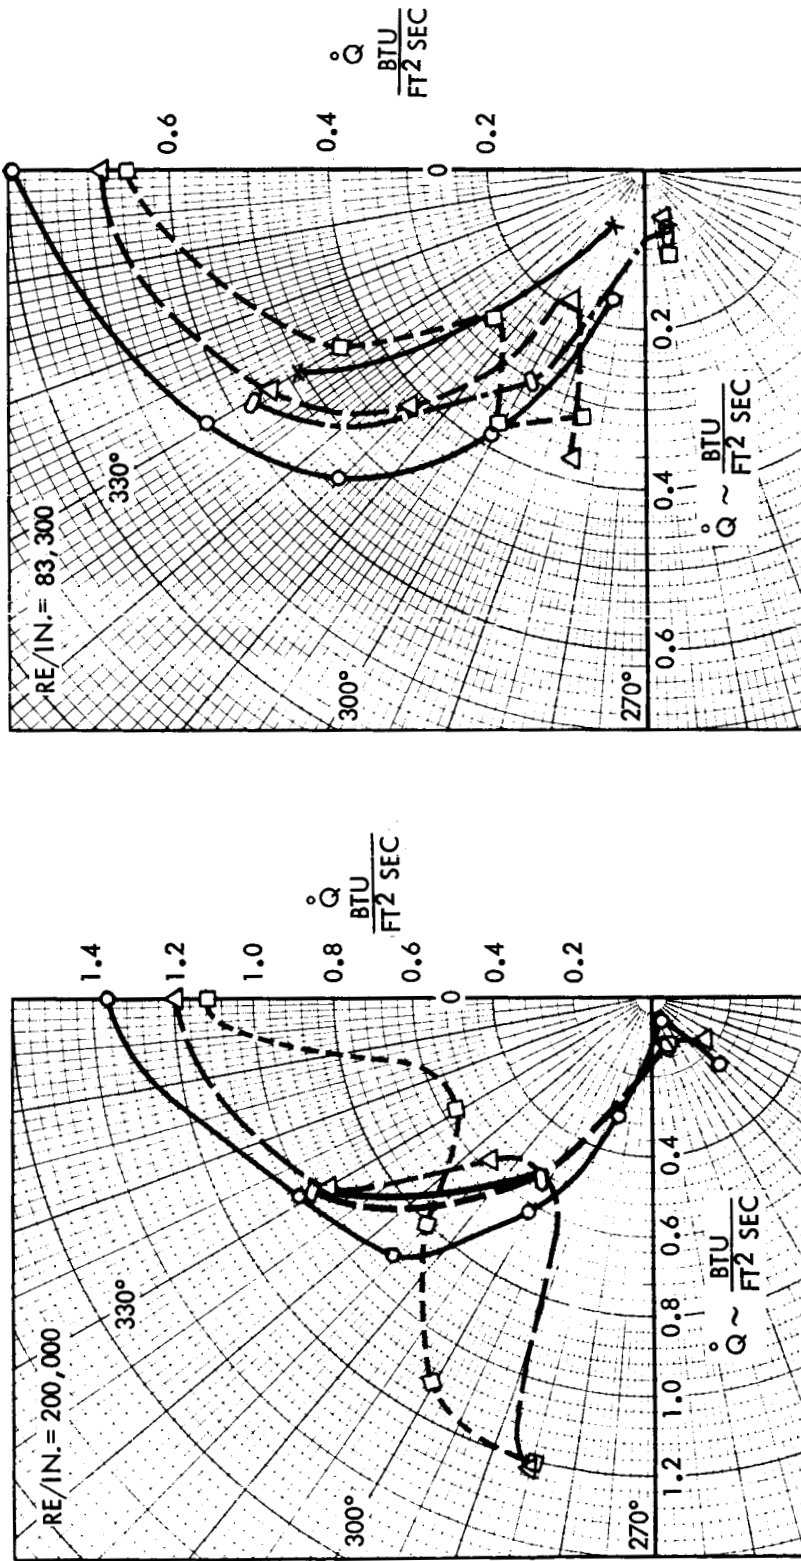 RE/IN. = 83,300
330°
300°
270°
Q̊
BTU
FT² SEC
0.6
0.4
0
0.2
0.2
0.4
0.6
Q̊ ~ BTU
FT² SEC
RE/IN. = 200,000
330°
300°
270°
Q̊
BTU
FT² SEC
1.4
1.2
1.0
0.8
0.6
0
0.4
0.2
0.4
0.6
0.8
1.0
1.2
Q̊ ~ BTU
FT² SEC